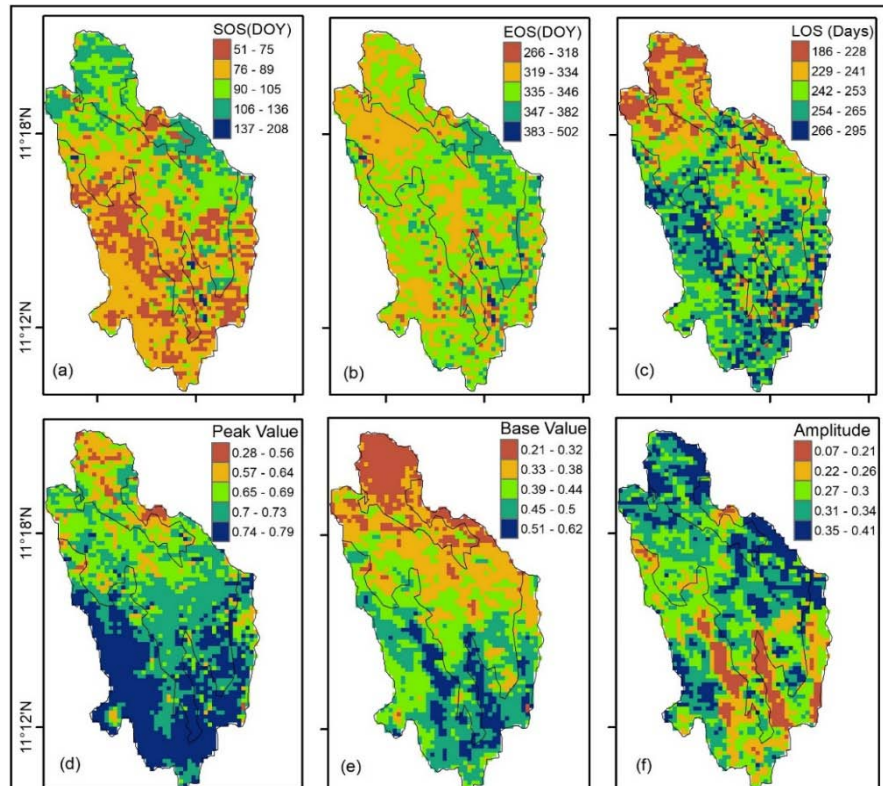 SOS(DOY)
51 - 75
76 - 89
90 - 105
106 - 136
137 - 208
(a)
EOS(DOY)
266 - 318
319 - 334
335 - 346
347 - 382
383 - 502
(b)
LOS (Days)
186 - 228
229 - 241
242 - 253
254 - 265
266 - 295
(c)
11°18'N
11°12'N
Peak Value
0.28 - 0.56
0.57 - 0.64
0.65 - 0.69
0.7 - 0.73
0.74 - 0.79
(d)
Base Value
0.21 - 0.32
0.33 - 0.38
0.39 - 0.44
0.45 - 0.5
0.51 - 0.62
(e)
Amplitude
0.07 - 0.21
0.22 - 0.26
0.27 - 0.3
0.31 - 0.34
0.35 - 0.41
(f)
11°18'N
11°12'N